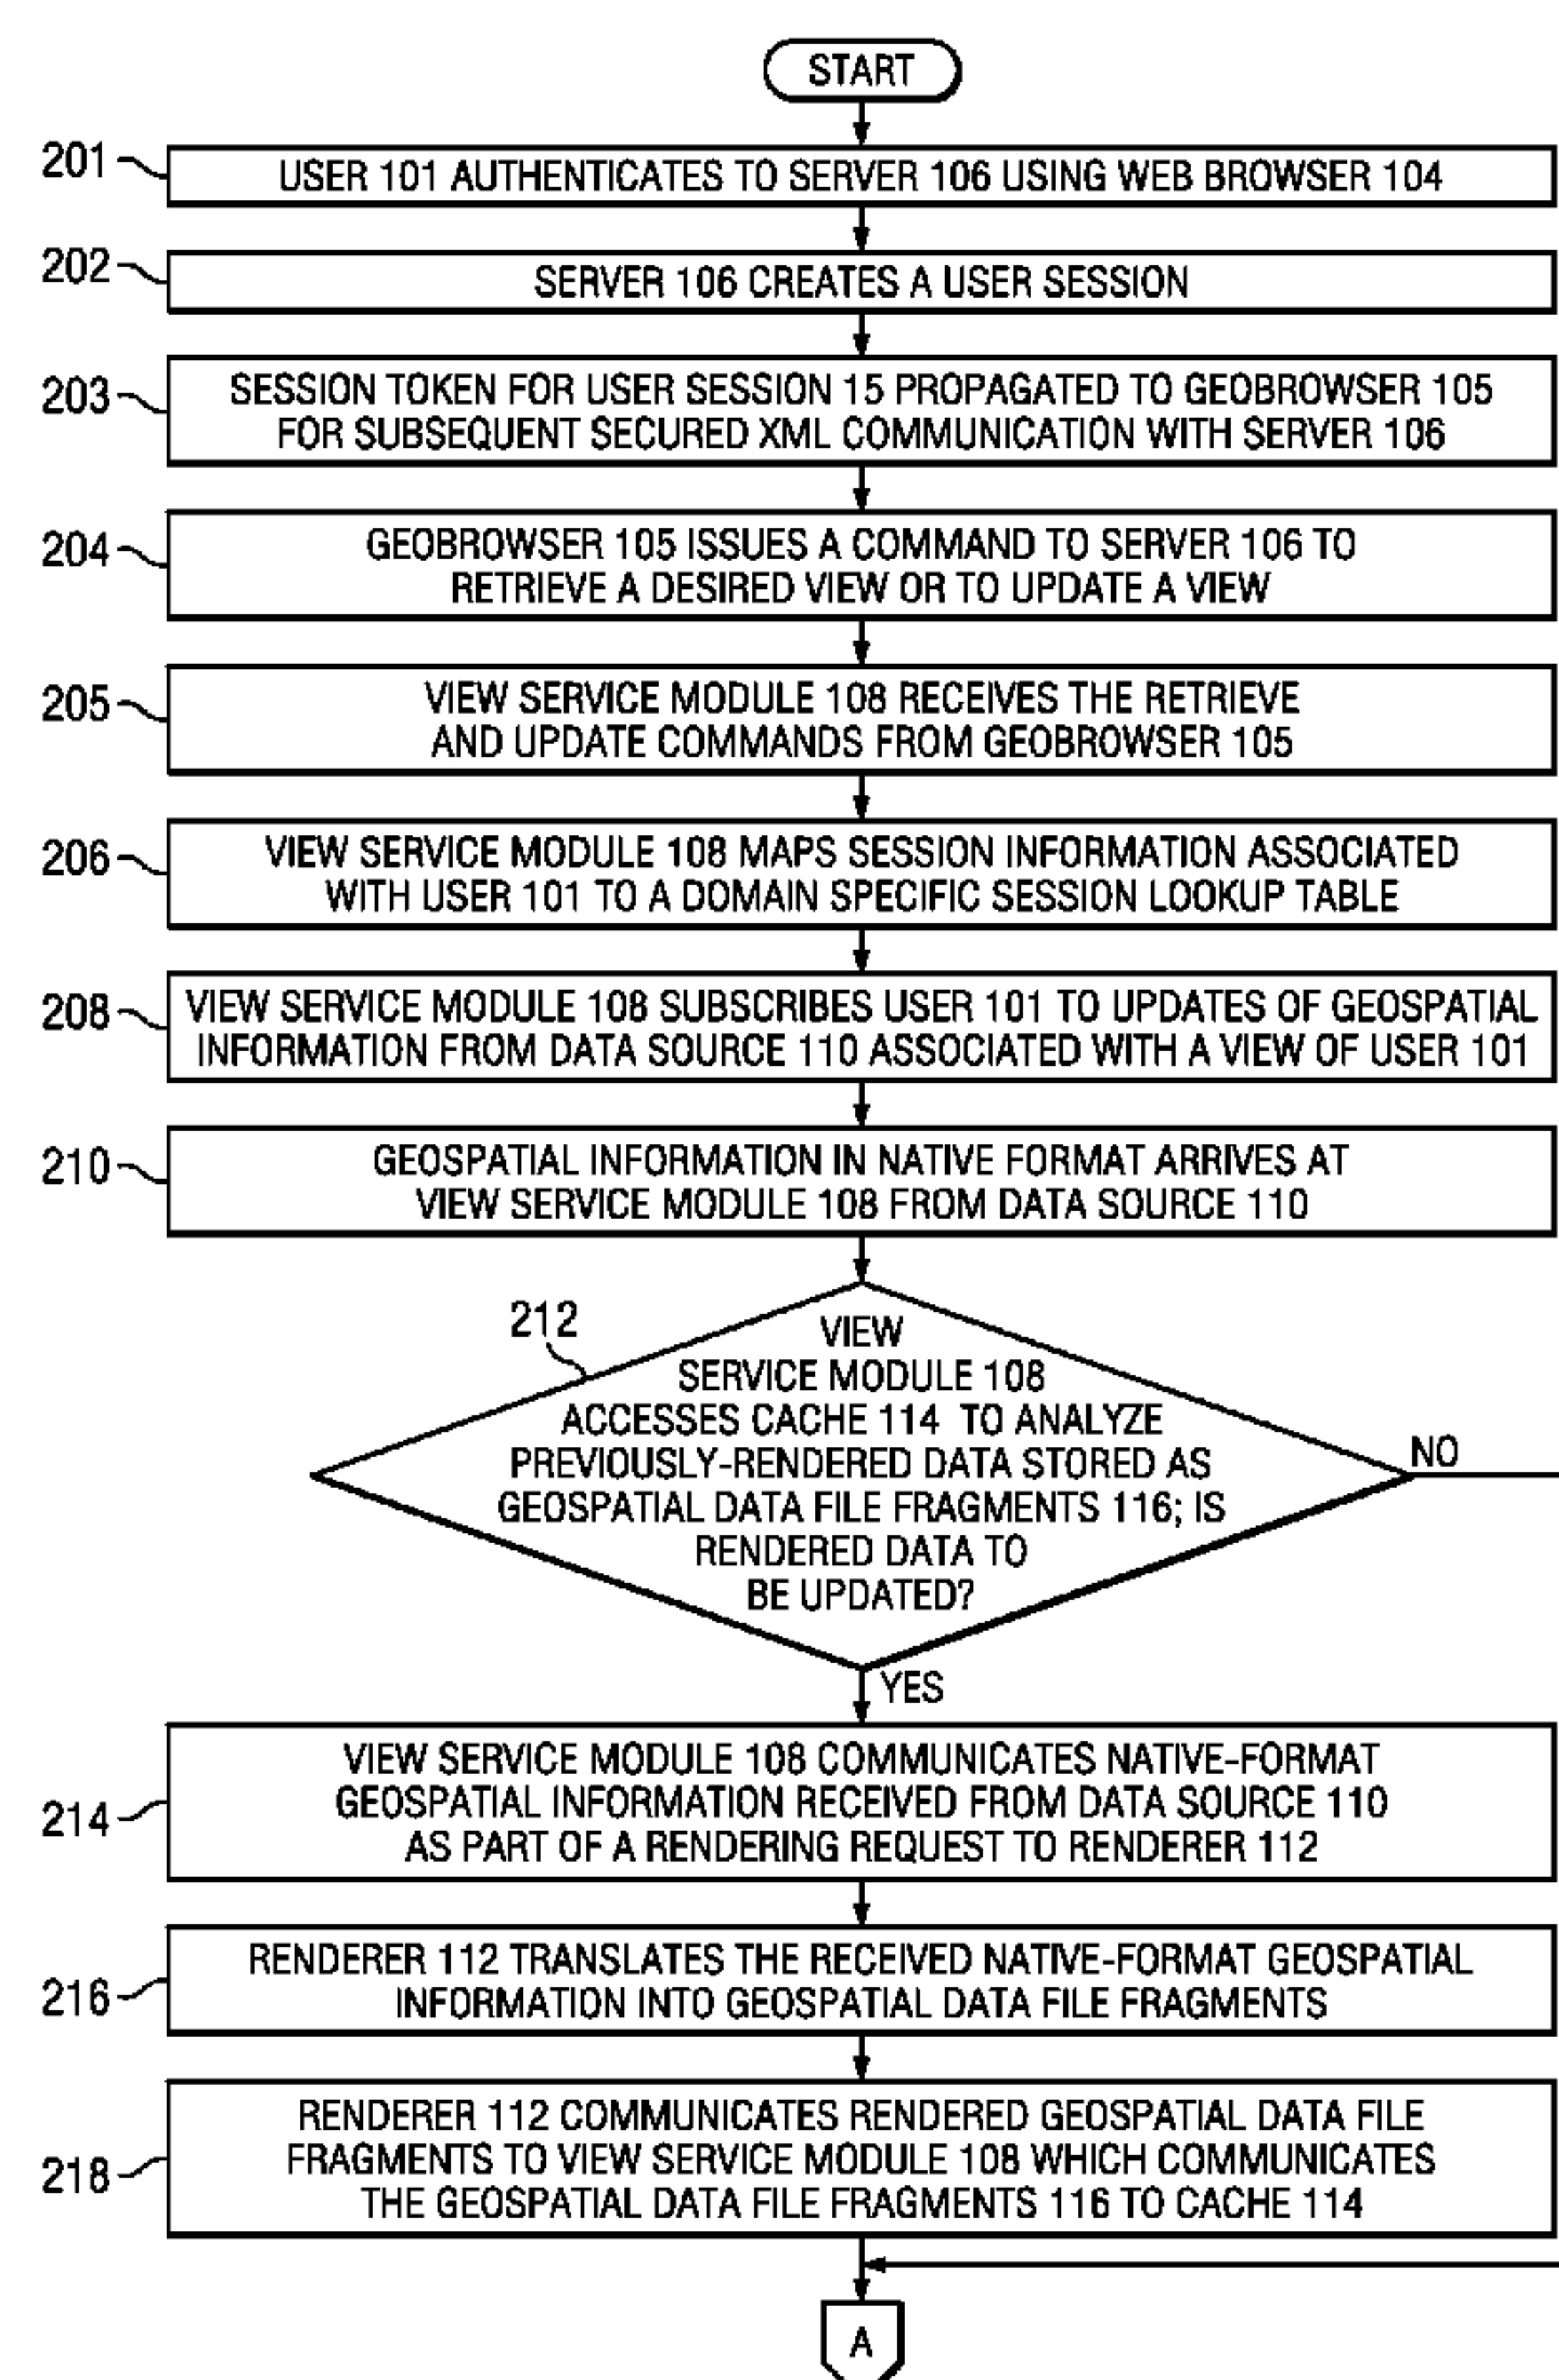 START
201
USER 101 AUTHENTICATES TO SERVER 106 USING WEB BROWSER 104
202
SERVER 106 CREATES A USER SESSION
203
SESSION TOKEN FOR USER SESSION 15 PROPAGATED TO GEOBROWSER 105
FOR SUBSEQUENT SECURED XML COMMUNICATION WITH SERVER 106
204
GEOBROWSER 105 ISSUES A COMMAND TO SERVER 106 TO
RETRIEVE A DESIRED VIEW OR TO UPDATE A VIEW
205
VIEW SERVICE MODULE 108 RECEIVES THE RETRIEVE
AND UPDATE COMMANDS FROM GEOBROWSER 105
206
VIEW SERVICE MODULE 108 MAPS SESSION INFORMATION ASSOCIATED
WITH USER 101 TO A DOMAIN SPECIFIC SESSION LOOKUP TABLE
208
VIEW SERVICE MODULE 108 SUBSCRIBES USER 101 TO UPDATES OF GEOSPATIAL
INFORMATION FROM DATA SOURCE 110 ASSOCIATED WITH A VIEW OF USER 101
210
GEOSPATIAL INFORMATION IN NATIVE FORMAT ARRIVES AT
VIEW SERVICE MODULE 108 FROM DATA SOURCE 110
212
VIEW
SERVICE MODULE 108
ACCESSES CACHE 114 TO ANALYZE
PREVIOUSLY-RENDERED DATA STORED AS
GEOSPATIAL DATA FILE FRAGMENTS 116; IS
RENDERED DATA TO
BE UPDATED?
NO
YES
214
VIEW SERVICE MODULE 108 COMMUNICATES NATIVE-FORMAT
GEOSPATIAL INFORMATION RECEIVED FROM DATA SOURCE 110
AS PART OF A RENDERING REQUEST TO RENDERER 112
216
RENDERER 112 TRANSLATES THE RECEIVED NATIVE-FORMAT GEOSPATIAL
INFORMATION INTO GEOSPATIAL DATA FILE FRAGMENTS
218
RENDERER 112 COMMUNICATES RENDERED GEOSPATIAL DATA FILE
FRAGMENTS TO VIEW SERVICE MODULE 108 WHICH COMMUNICATES
THE GEOSPATIAL DATA FILE FRAGMENTS 116 TO CACHE 114
A